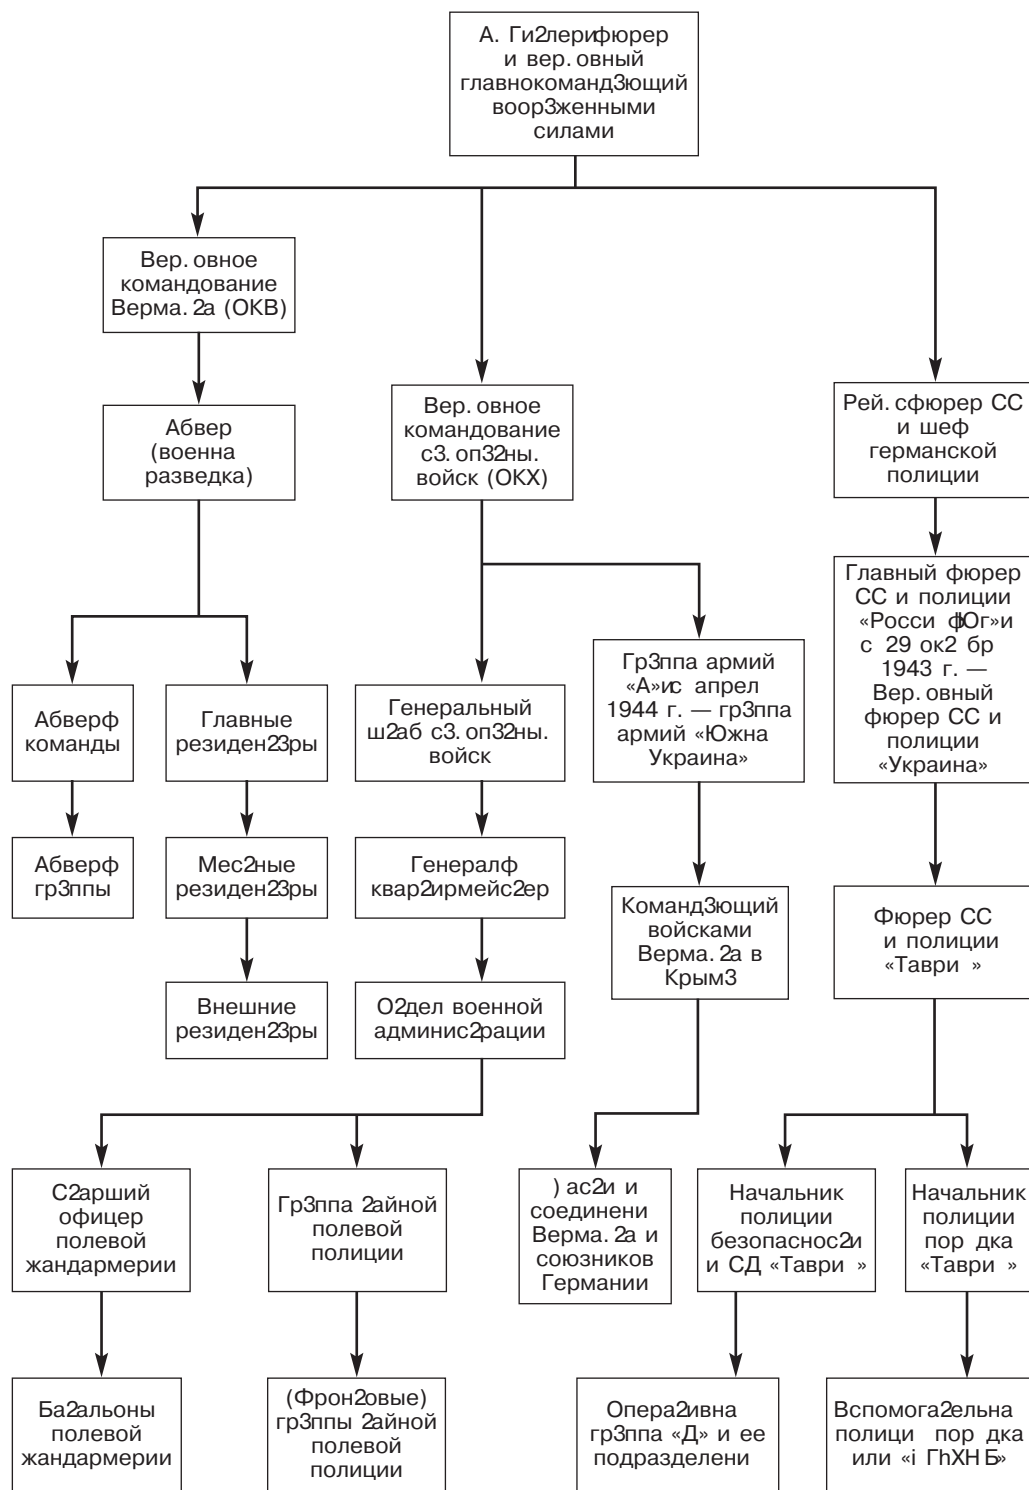 А. Ги2лерифюрер
и вер. овный
главнокоманд3ющий
воор3женными
силами
Вер. овное
командование
Верма. 2а (ОКВ)
Абвер
(военна
разведка)
Вер. овное
командование
с3. оп32ны.
войск (ОКХ)
Рей. сфюрер СС
и шеф
германской
полиции
Главный фюрер
СС и полиции
«Росси фЮг»и
с 29 ок2 бр
1943 г. —
Вер. овный
фюрер СС и
полиции
«Украина»
Гр3ппа армий
«А»ис апрел
1944 г. — гр3ппа
армий «Южна
Украина»
Абверф
команды
Главные
резиден23ры
Генеральный
ш2аб с3. оп32ны.
войск
Абверф
гр3ппы
Мес2ные
резиден23ры
Генералф
квар2ирмейс2ер
Команд3ющий
войсками
Верма. 2а в
Крым3
Фюрер СС
и полиции
«Таври »
Внешние
резиден23ры
О2дел военной
админис2рации
С2арший
офицер
полевой
жандармерии
Гр3ппа 2айной
полевой
полиции
) ас2и и
соединени
Верма. 2а и
союзников
Германии
Начальник
полиции
безопаснос2и
и СД «Таври »
Начальник
полиции
пор дка
«Таври »
Ба2альоны
полевой
жандармерии
(Фрон2овые)
гр3ппы 2айной
полевой
полиции
Опера2ивна
гр3ппа «Д» и ее
подразделени
Вспомога2ельна
полици пор дка
или «i ГhХН Б»